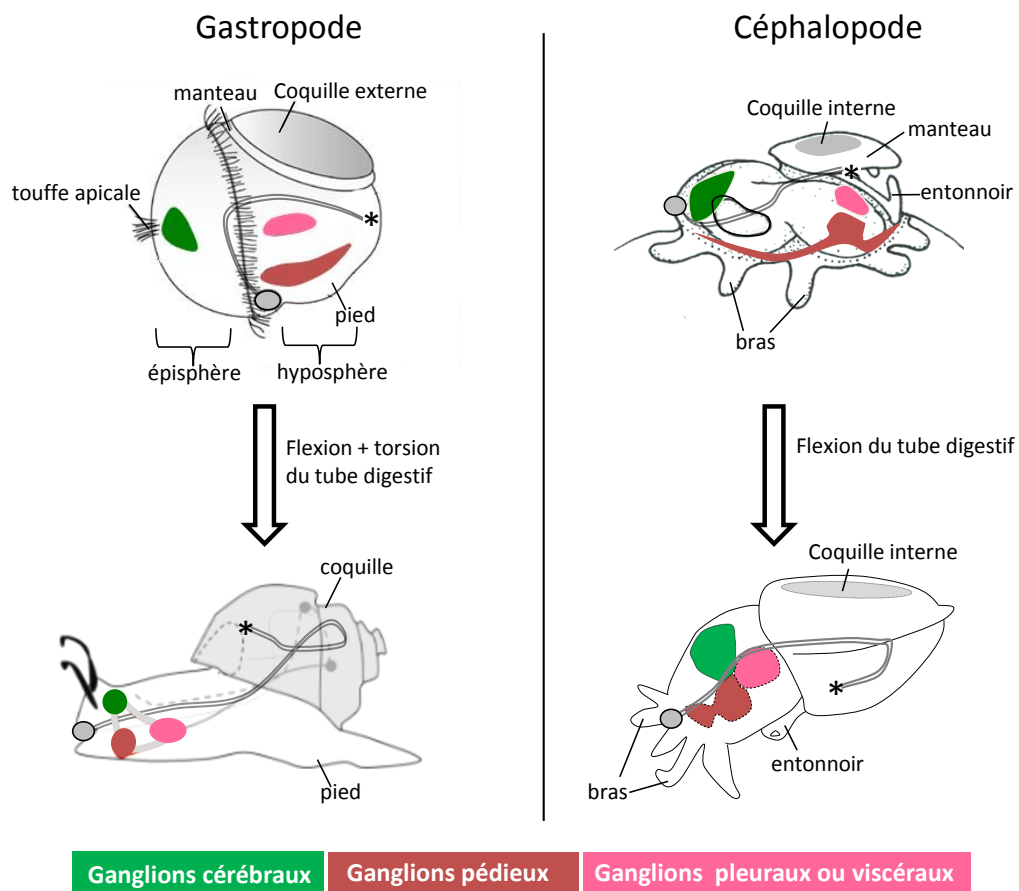 Gastropode
manteau
Coquille externe
touffe apicale
*
pied
épisphère
hyposphère
Flexion + torsion
du tube digestif
coquille
*
pied
Céphalopode
Coquille interne
manteau
*
entonnoir
bras
Flexion du tube digestif
Coquille interne
*
entonnoir
bras
Ganglions cérébraux
Ganglions pédieux
Ganglions pleuraux ou viscéraux